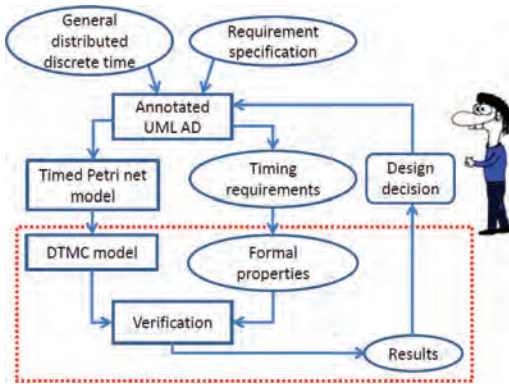 General
distributed
discrete time
Requirement
specification
Annotated
UML AD
Timed Petri net
model
Timing
requirements
Design
decision
DTMC model
Formal
properties
Verification
Results